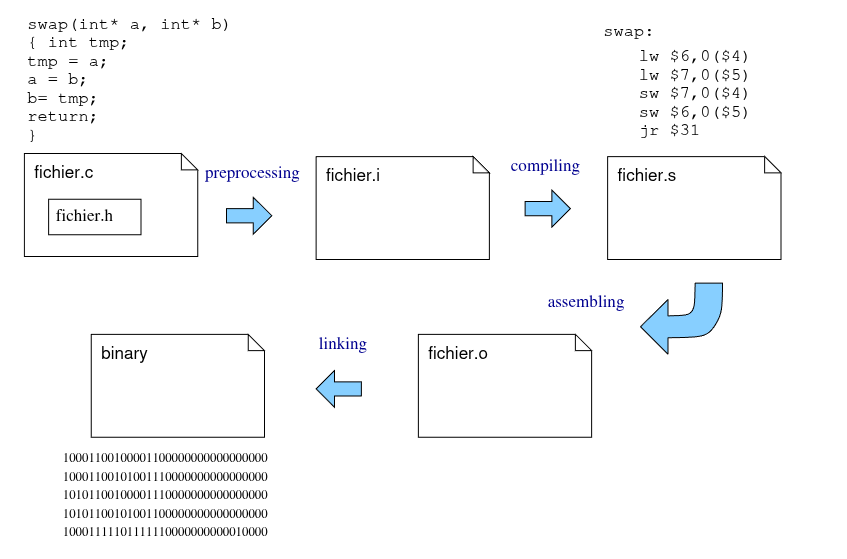 swap(int* a, int* b)
{ int tmp;
tmp = a;
a = b;
b= tmp;
return;
}
swap:
lw $6,0($4)
lw $7,0($5)
sw $7,0($4)
sw $6,0($5)
jr $31
fichier.c
fichier.h
preprocessing
fichier.i
compiling
fichier.s
assembling
fichier.o
linking
binary
10001100100001100000000000000000
10001100101001110000000000000000
10101100100001110000000000000000
10101100101001100000000000000000
10001111101111110000000000010000